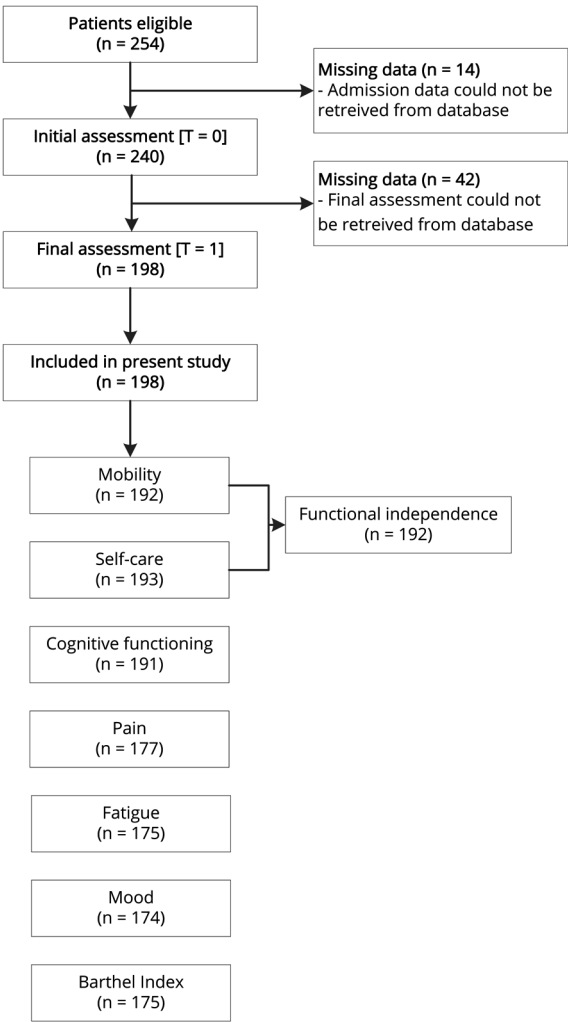 Patients eligible
(n = 254)
Missing data (n = 14)
- Admission data could not be
retreived from database
Initial assessment [T = 0]
(n = 240)
Missing data (n = 42)
- Final assessment could not
be retreived from database
Final assessment [T = 1]
(n = 198)
Included in present study
(n = 198)
Mobility
(n = 192)
Functional independence
(n = 192)
Self-care
(n = 193)
Cognitive functioning
(n = 191)
Pain
(n = 177)
Fatigue
(n = 175)
Mood
(n = 174)
Barthel Index
(n = 175)